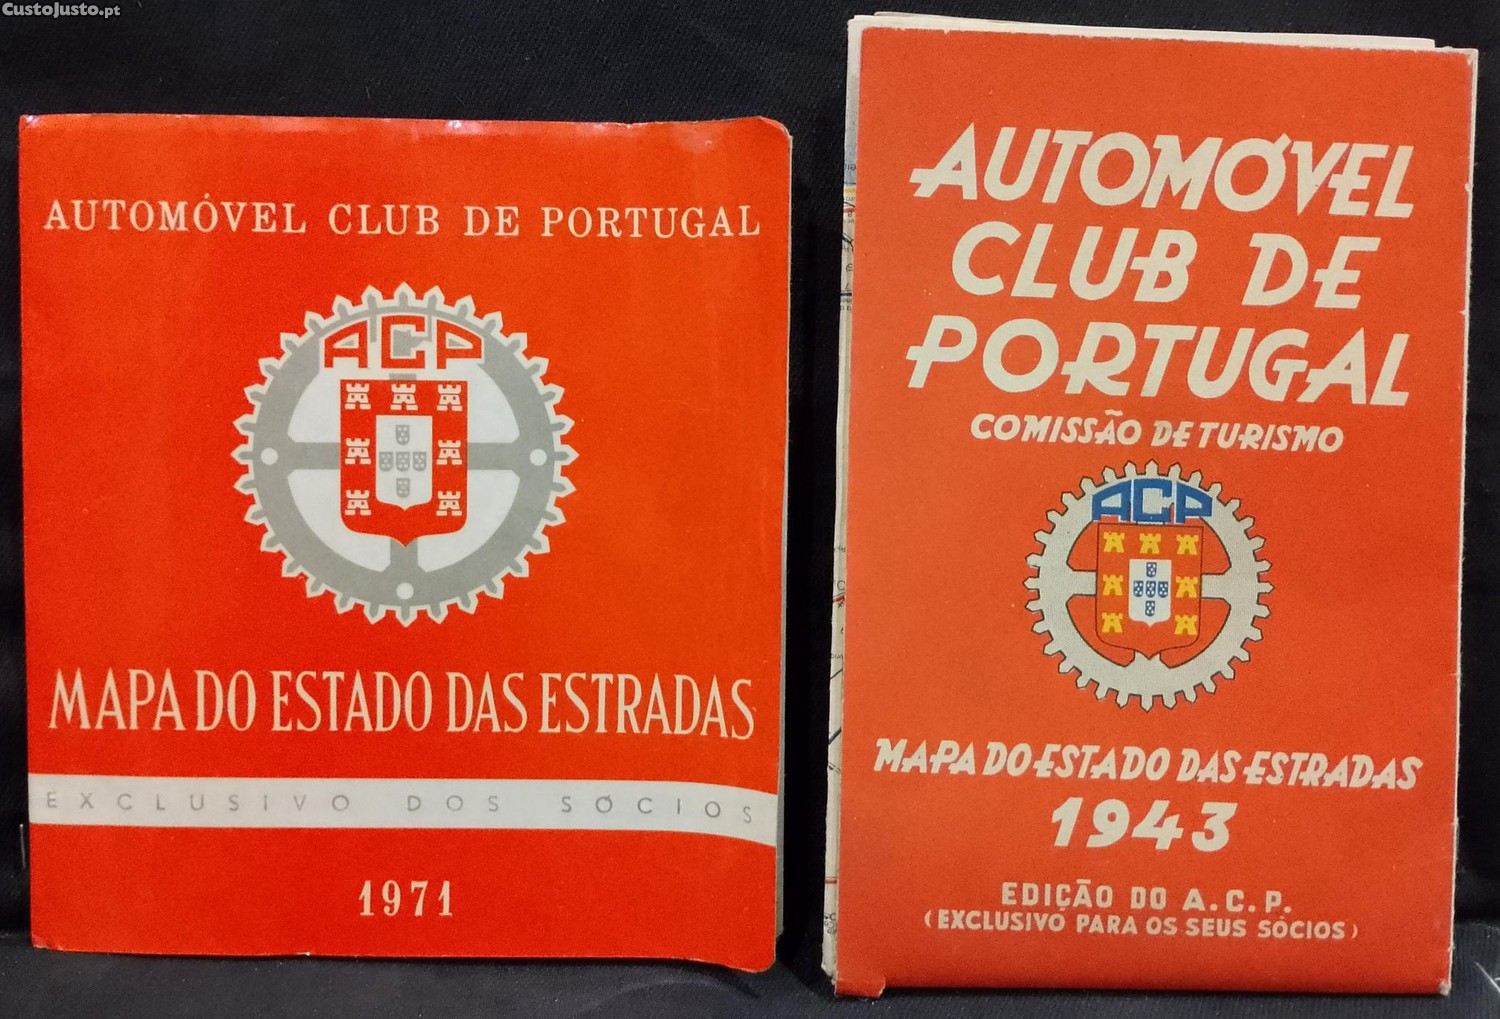 CustoJusto.pt
AUTOMÓVEL CLUB DE PORTUGAL
ACP
MAPA DO ESTADO DAS ESTRADAS
EXCLUSIVO DOS SÓCIOS
1971
AUTOMÓVEL
CLUB DE
PORTUGAL
COMISSÃO DE TURISMO
ACP
MAPA DO ESTADO DAS ESTRADAS
1943
EDIÇÃO DO A.C.P.
(EXCLUSIVO PARA OS SEUS SÓCIOS)